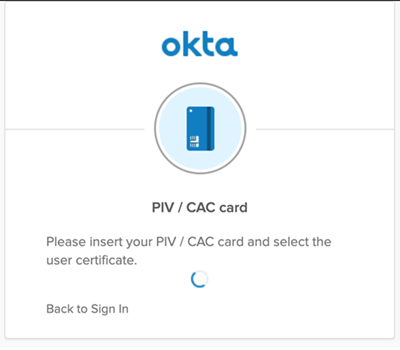 okta
PIV / CAC card
Please insert your PIV / CAC card and select the
user certificate.
Back to Sign In